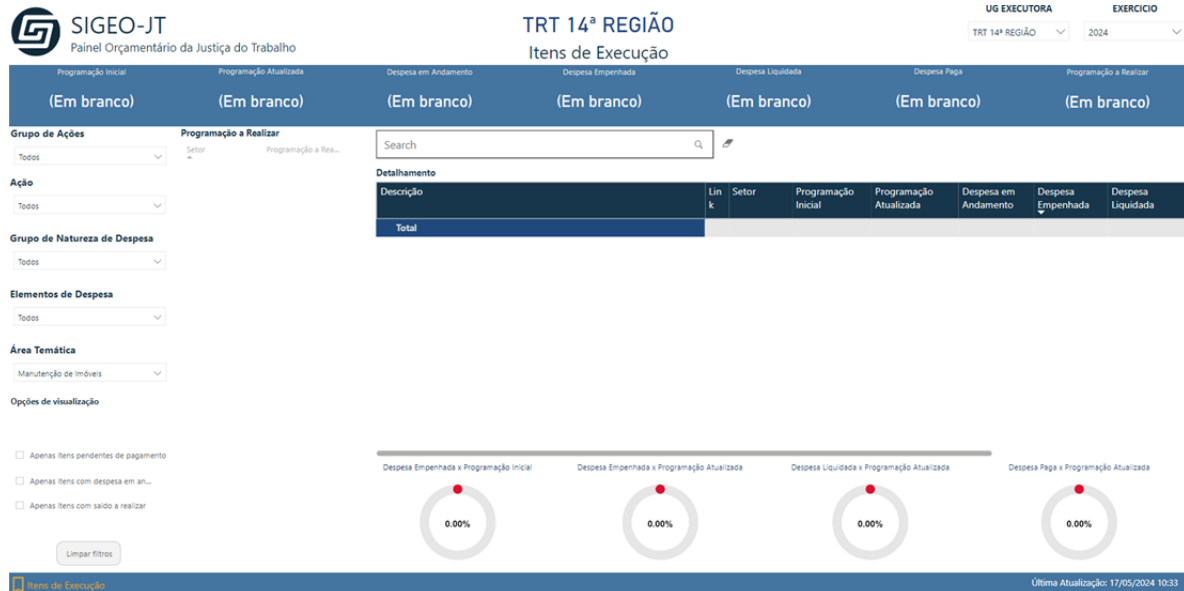 SIGEO-JT
Painel Orçamentário da Justiça do Trabalho
TRT 14ª REGIÃO
Itens de Execução
UG EXECUTORA
EXERCICIO
TRT 14ª REGIÃO
2024
Programação Inicial
Programação Atualizada
Despesa em Andamento
Despesa Empenhada
Despesa Liquidada
Despesa Paga
Programação a Realizar
(Em branco)
(Em branco)
(Em branco)
(Em branco)
(Em branco)
(Em branco)
(Em branco)
Grupo de Ações
Todos
Ação
Todos
Grupo de Natureza de Despesa
Todos
Elementos de Despesa
Todos
Área Temática
Manutenção de Imóveis
Opções de visualização
Apenas itens pendentes de pagamento
Apenas itens com despesa em an...
Apenas itens com saldo a realizar
Limpar filtros
Programação a Realizar
Setor
Programação a Rea...
Search
Detalhamento
Descrição
Lin
k
Setor
Programação
Inicial
Programação
Atualizada
Despesa em
Andamento
Despesa
Empenhada
Despesa
Liquidada
Total
Despesa Empenhada x Programação Inicial
Despesa Empenhada x Programação Atualizada
Despesa Liquidada x Programação Atualizada
Despesa Paga x Programação Atualizada
0.00%
0.00%
0.00%
0.00%
Itens de Execução
Última Atualização: 17/05/2024 10:33